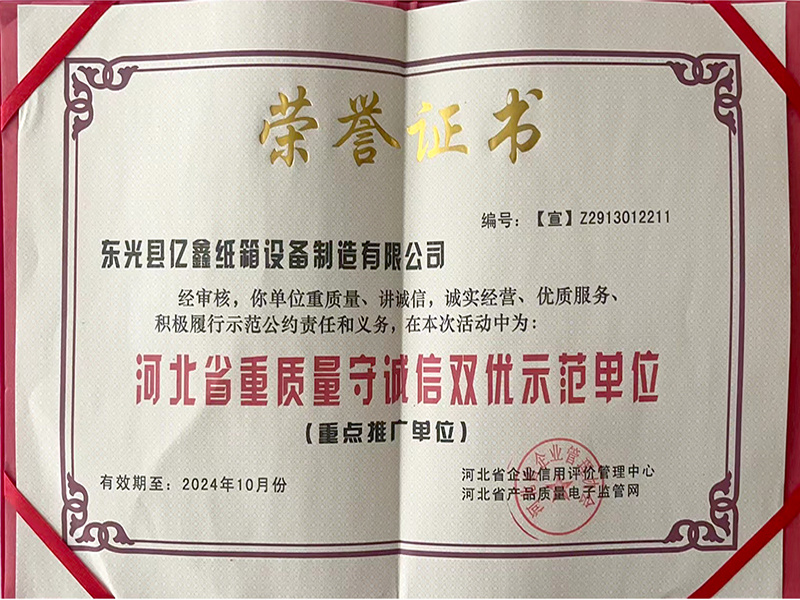 荣誉证书
编号：【宣】Z2913012211
东光县亿鑫纸箱设备制造有限公司
经审核，你单位重质量、讲诚信，诚实经营、优质服务、
积极履行示范公约责任和义务，在本次活动中为：
河北省重质量守诚信双优示范单位
（重点推广单位）
有效期至：2024年10月份
河北省企业信用评价管理中心
河北省产品质量电子监管网